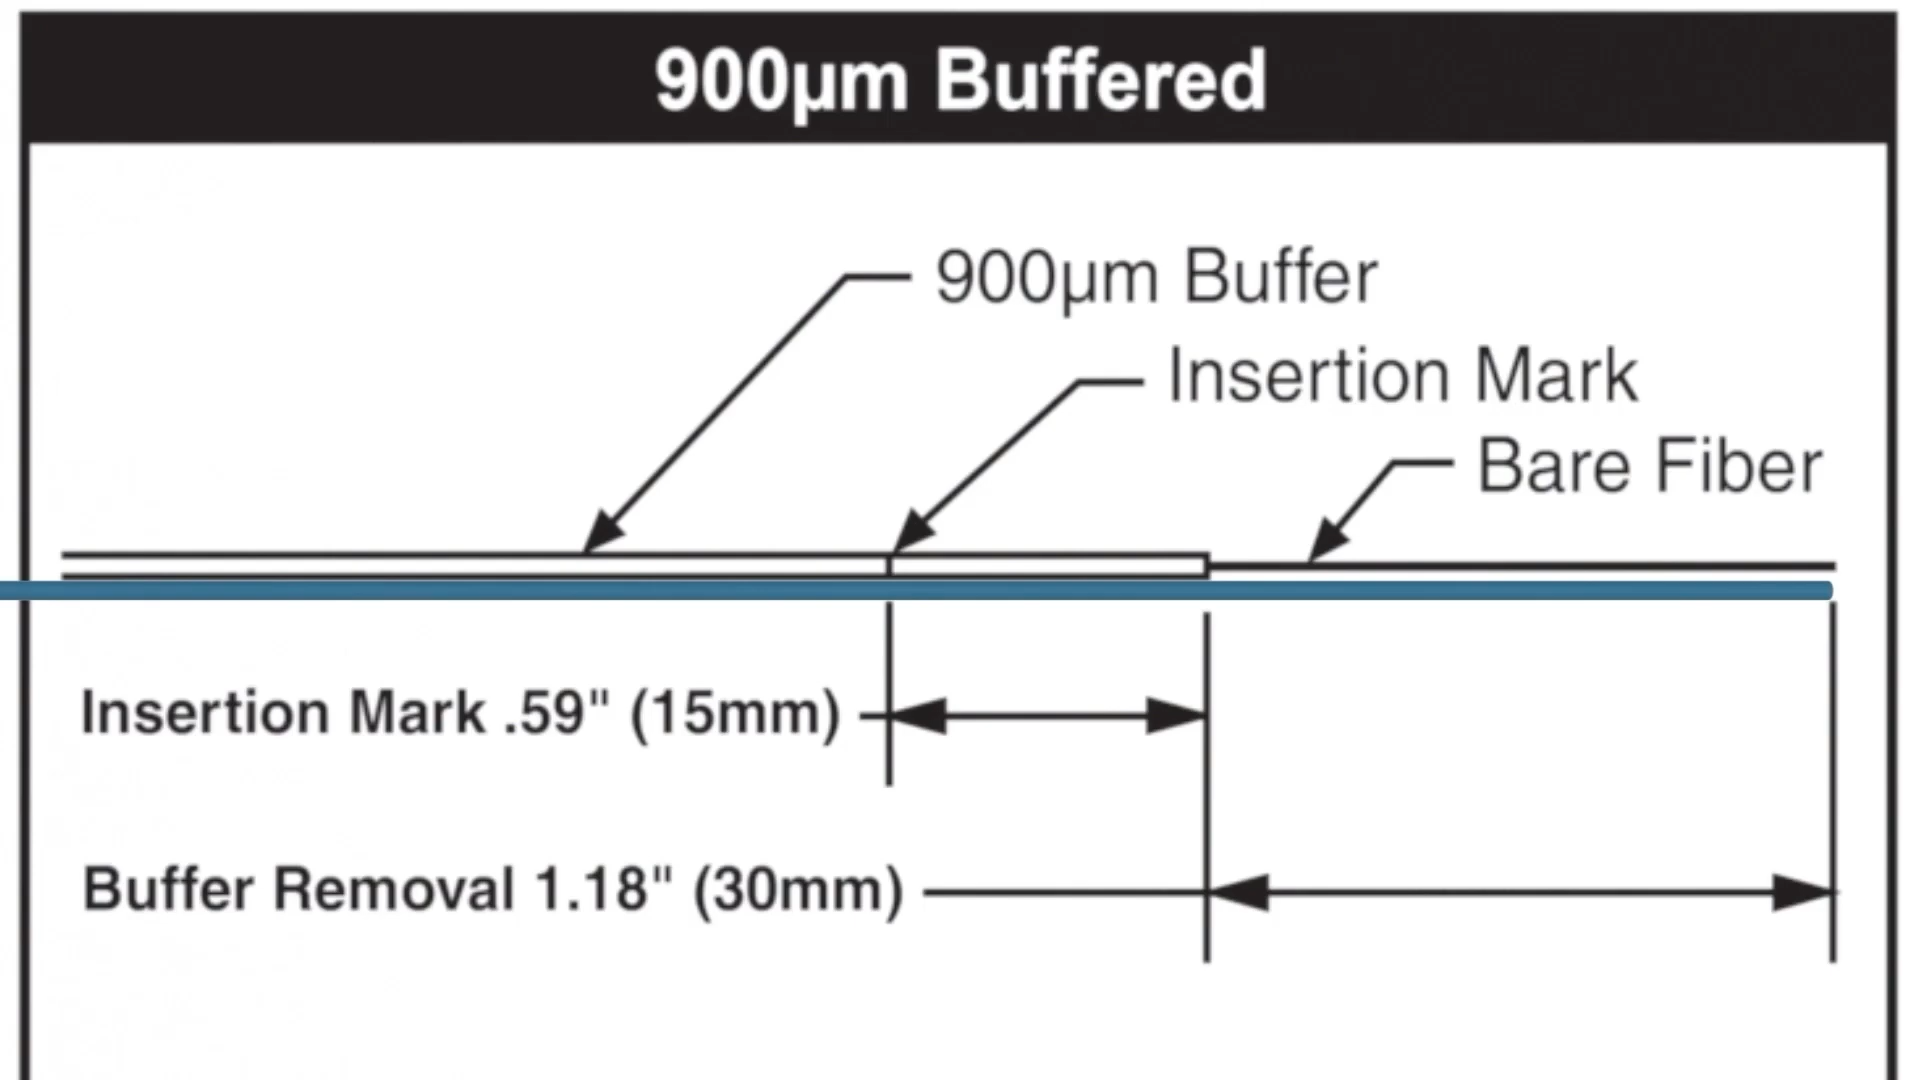 900µm Buffered
900µm Buffer
Insertion Mark
Bare Fiber
Insertion Mark .59" (15mm)
Buffer Removal 1.18" (30mm)